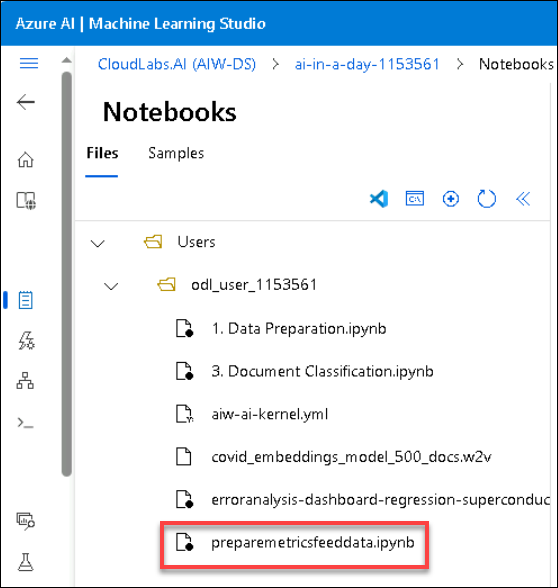 Azure AI | Machine Learning Studio
CloudLabs.AI (AIW-DS) > ai-in-a-day-1153561 > Notebooks
Notebooks
Files Samples
Users
odl_user_1153561
1. Data Preparation.ipynb
3. Document Classification.ipynb
aiw-ai-kernel.yml
covid_embeddings_model_500_docs.w2v
erroranalysis-dashboard-regression-superconduc
preparemetricsfeeddata.ipynb